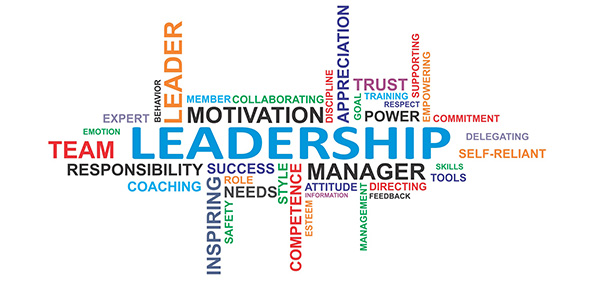 LEADER
BEHAVIOR
EXPERT
EMOTION
MEMBER
COLLABORATING
DISCIPLINE
APPRECIATION
GOAL
TRUST
TRAINING
RESPECT
SUPPORTING
EMPOWERING
MOTIVATION
POWER
COMMITMENT
TEAM
LEADERSHIP
DELEGATING
SELF-RELIANT
RESPONSIBILITY
SUCCESS
STYLE
COMPETENCE
MANAGER
SKILLS
TOOLS
COACHING
INSPIRING
ROLE
NEEDS
SAFETY
ATTITUDE
INFORMATION
ESTEEM
DIRECTING
FEEDBACK
MANAGEMENT